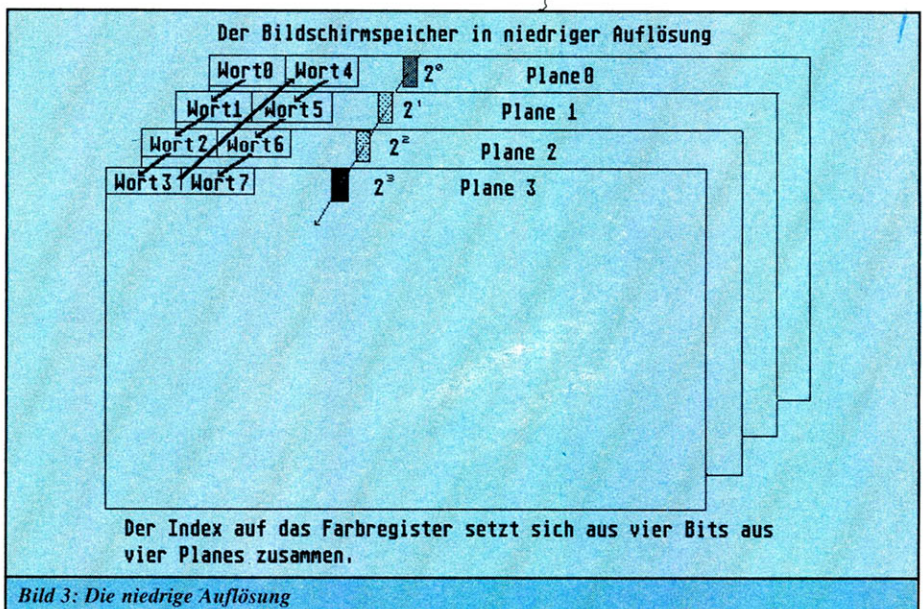 Der Bildschirmspeicher in niedriger Auflösung
Wort0 Wort4 2⁰ Plane0
Wort1 Wort5 2¹ Plane 1
Wort2 Wort6 2² Plane 2
Wort3 Wort7 2³ Plane 3
Der Index auf das Farbregister setzt sich aus vier Bits aus
vier Planes zusammen.
Bild 3: Die niedrige Auflösung